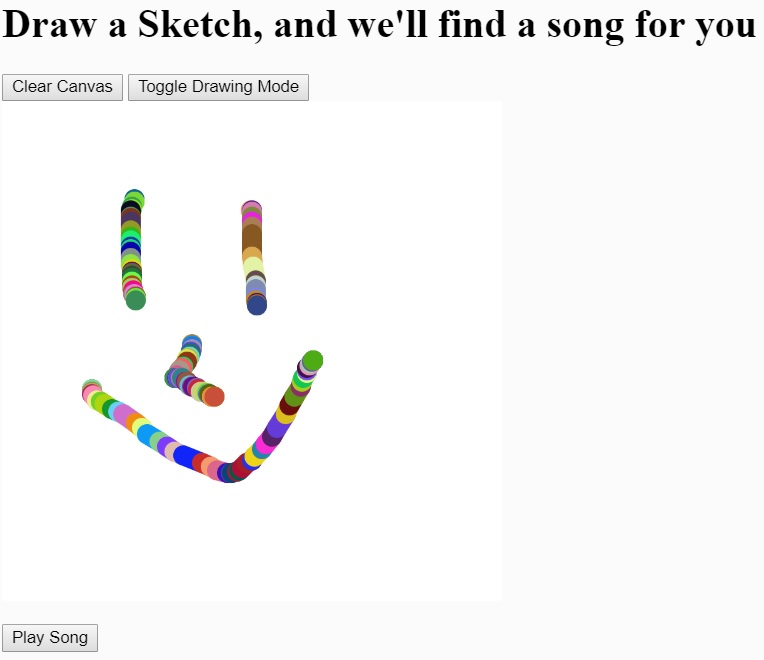 Draw a Sketch, and we'll find a song for you
Clear Canvas Toggle Drawing Mode
Play Song